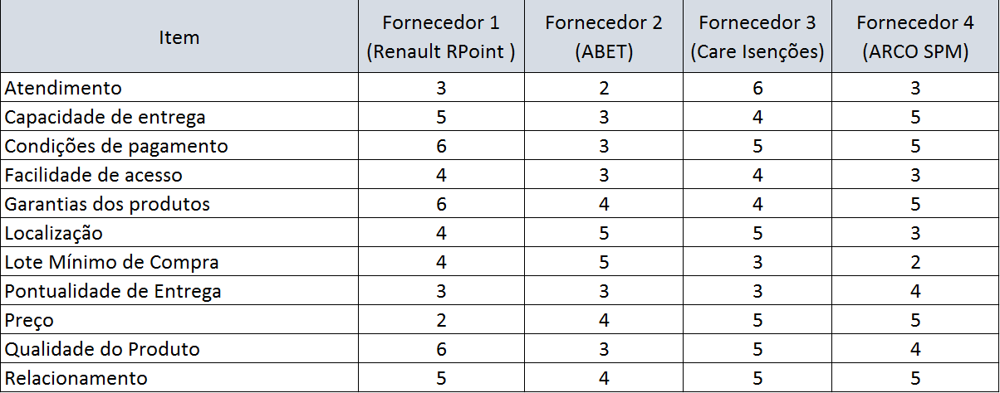 Item Fornecedor 1 Fornecedor 2 Fornecedor 3 Fornecedor 4
(Renault RPoint ) (ABET) (Care Isenções) (ARCO SPM)
Atendimento 3 2 6 3
Capacidade de entrega 5 3 4 5
Condições de pagamento 6 3 5 5
Facilidade de acesso 4 3 4 3
Garantias dos produtos 6 4 4 5
Localização 4 5 5 3
Lote Mínimo de Compra 4 5 3 2
Pontualidade de Entrega 3 3 3 4
Preço 2 4 5 5
Qualidade do Produto 6 3 5 4
Relacionamento 5 4 5 5